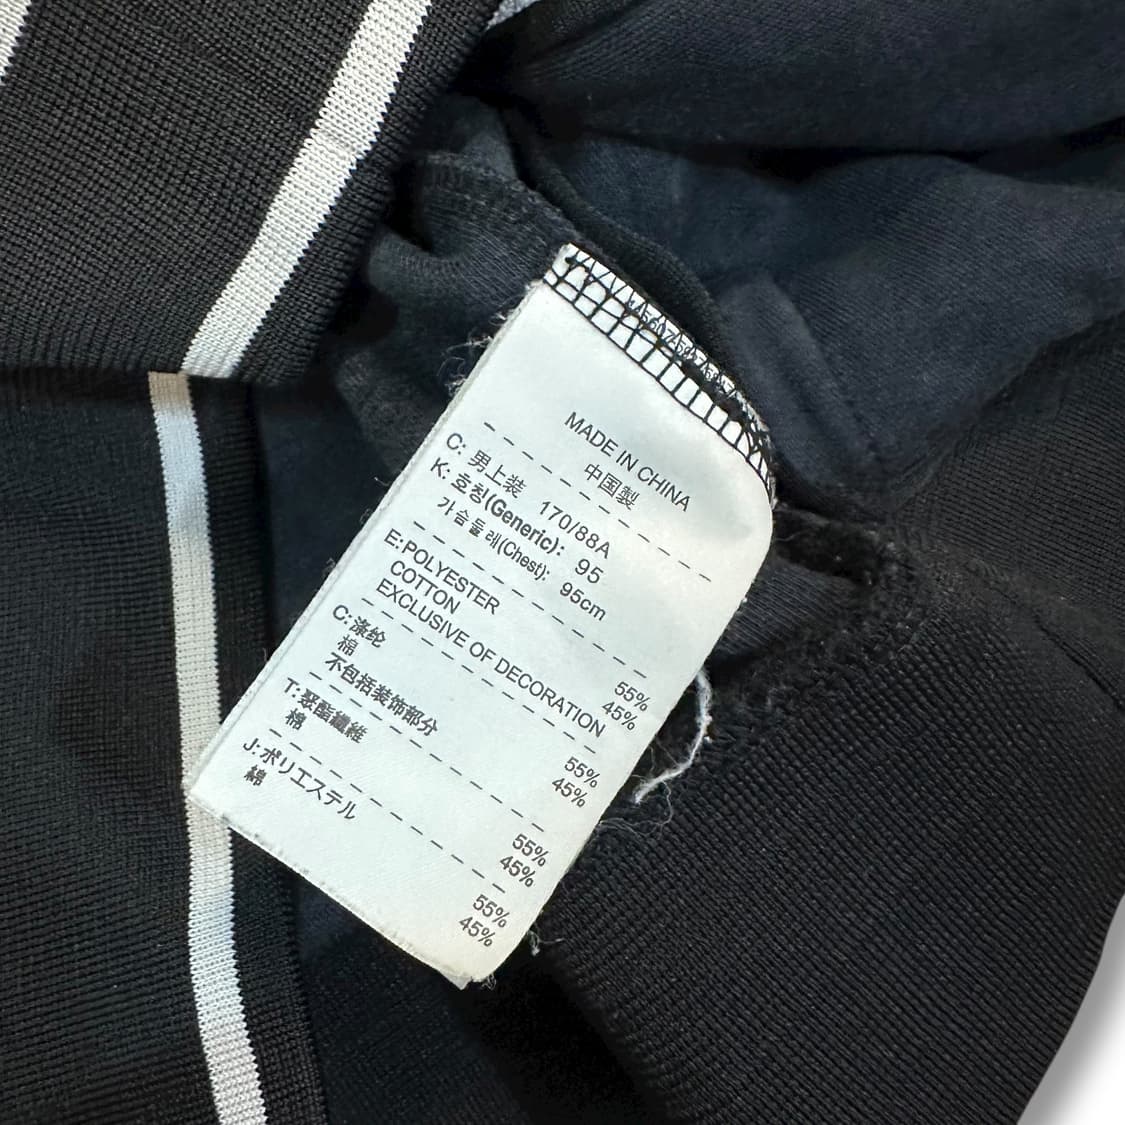 MADE IN CHINA
中国製
C: 男上装 170/88A
K: 호칭(Generic): 95
가슴둘레(Chest): 95cm
E:POLYESTER 55%
COTTON 45%
EXCLUSIVE OF DECORATION
C:涤纶 55%
棉 45%
不包括装饰部分
T:聚酯纖維 55%
棉 45%
J:ポリエステル 55%
綿 45%